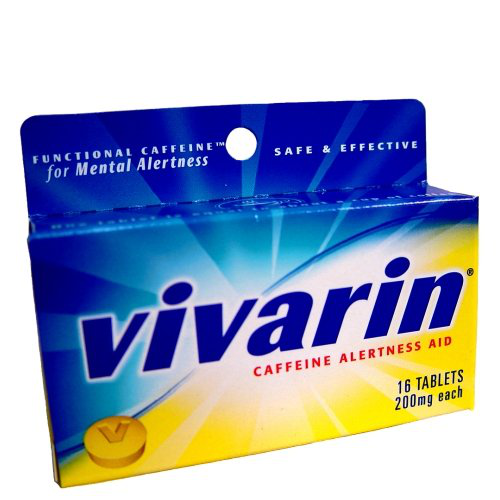 FUNCTIONAL CAFFEINE™
for Mental Alertness
SAFE & EFFECTIVE
vivarin®
CAFFEINE ALERTNESS AID
16 TABLETS
200mg each
V